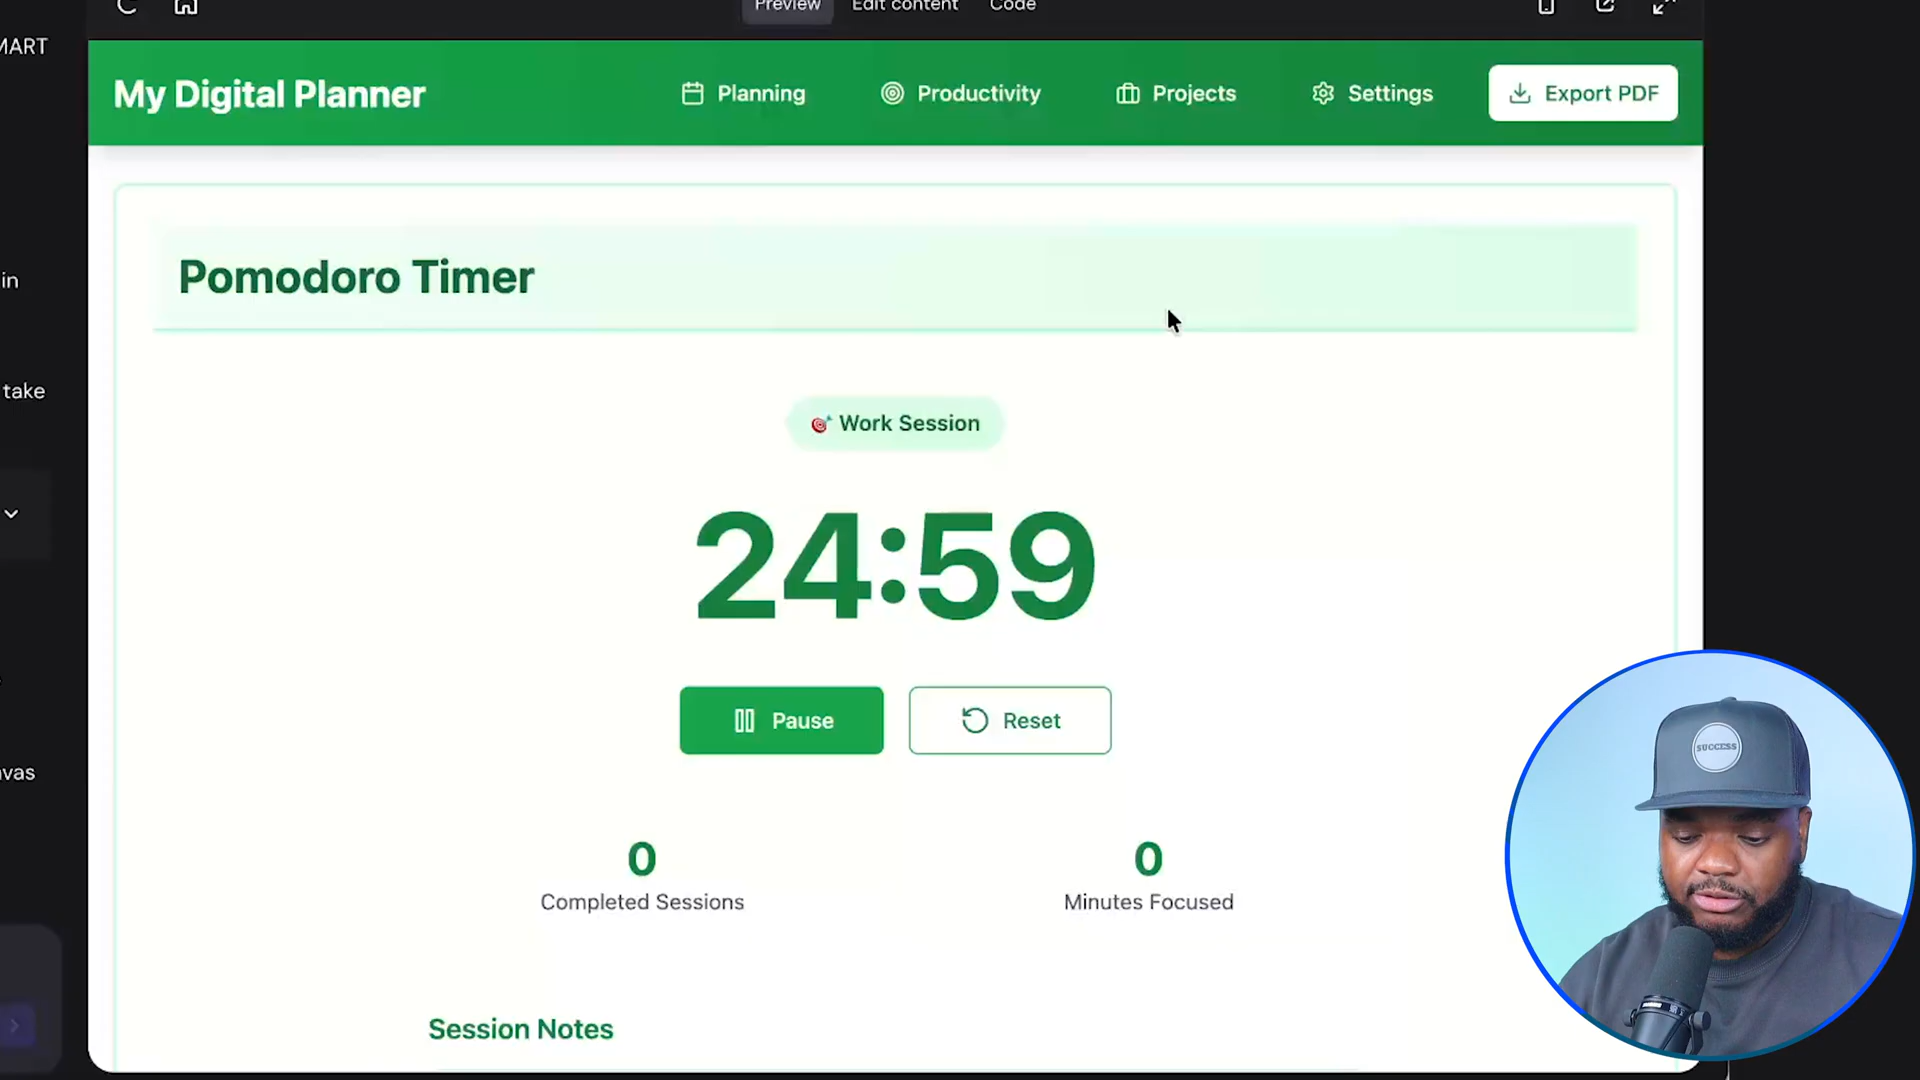 Preview Edit content Code
MART
My Digital Planner
Planning
Productivity
Projects
Settings
Export PDF
Pomodoro Timer
in
take
Work Session
24:59
Pause
Reset
SUCCESS
vas
0
Completed Sessions
0
Minutes Focused
Session Notes